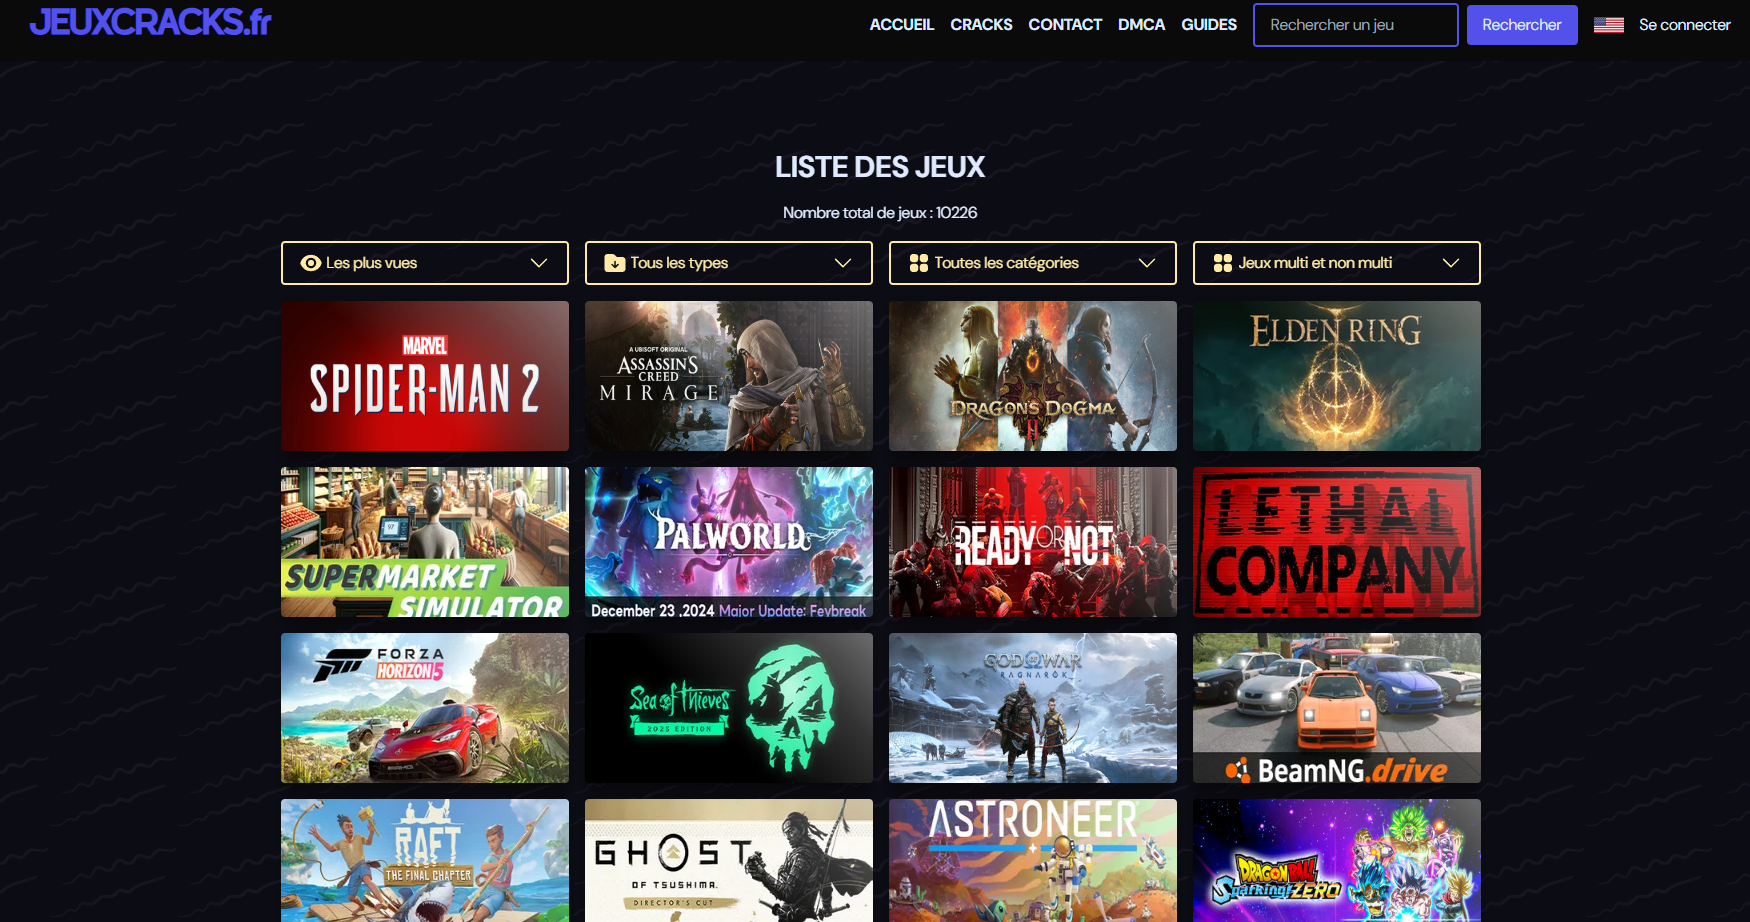 JEUXCRACKS.fr
ACCUEIL CRACKS CONTACT DMCA GUIDES Rechercher un jeu Rechercher Se connecter
LISTE DES JEUX
Nombre total de jeux : 10226
Les plus vues Tous les types Toutes les catégories Jeux multi et non multi
MARVEL
SPIDER-MAN 2
A UBISOFT ORIGINAL
ASSASSIN'S
CREED
MIRAGE
DRAGON'S DOGMA
II
ELDEN RING
SUPERMARKET
SIMULATOR
PALWORLD
December 23 ,2024 Major Update: Feybreak
READY OR NOT
LETHAL
COMPANY
FORZA
HORIZON 5
Sea of Thieves
2025 EDITION
GOD OF WAR
RAGNARÖK
BeamNG.drive
RAFT
THE FINAL CHAPTER
GHOST
OF TSUSHIMA
DIRECTOR'S CUT
ASTRONEER
DRAGON BALL
Sparking! ZERO